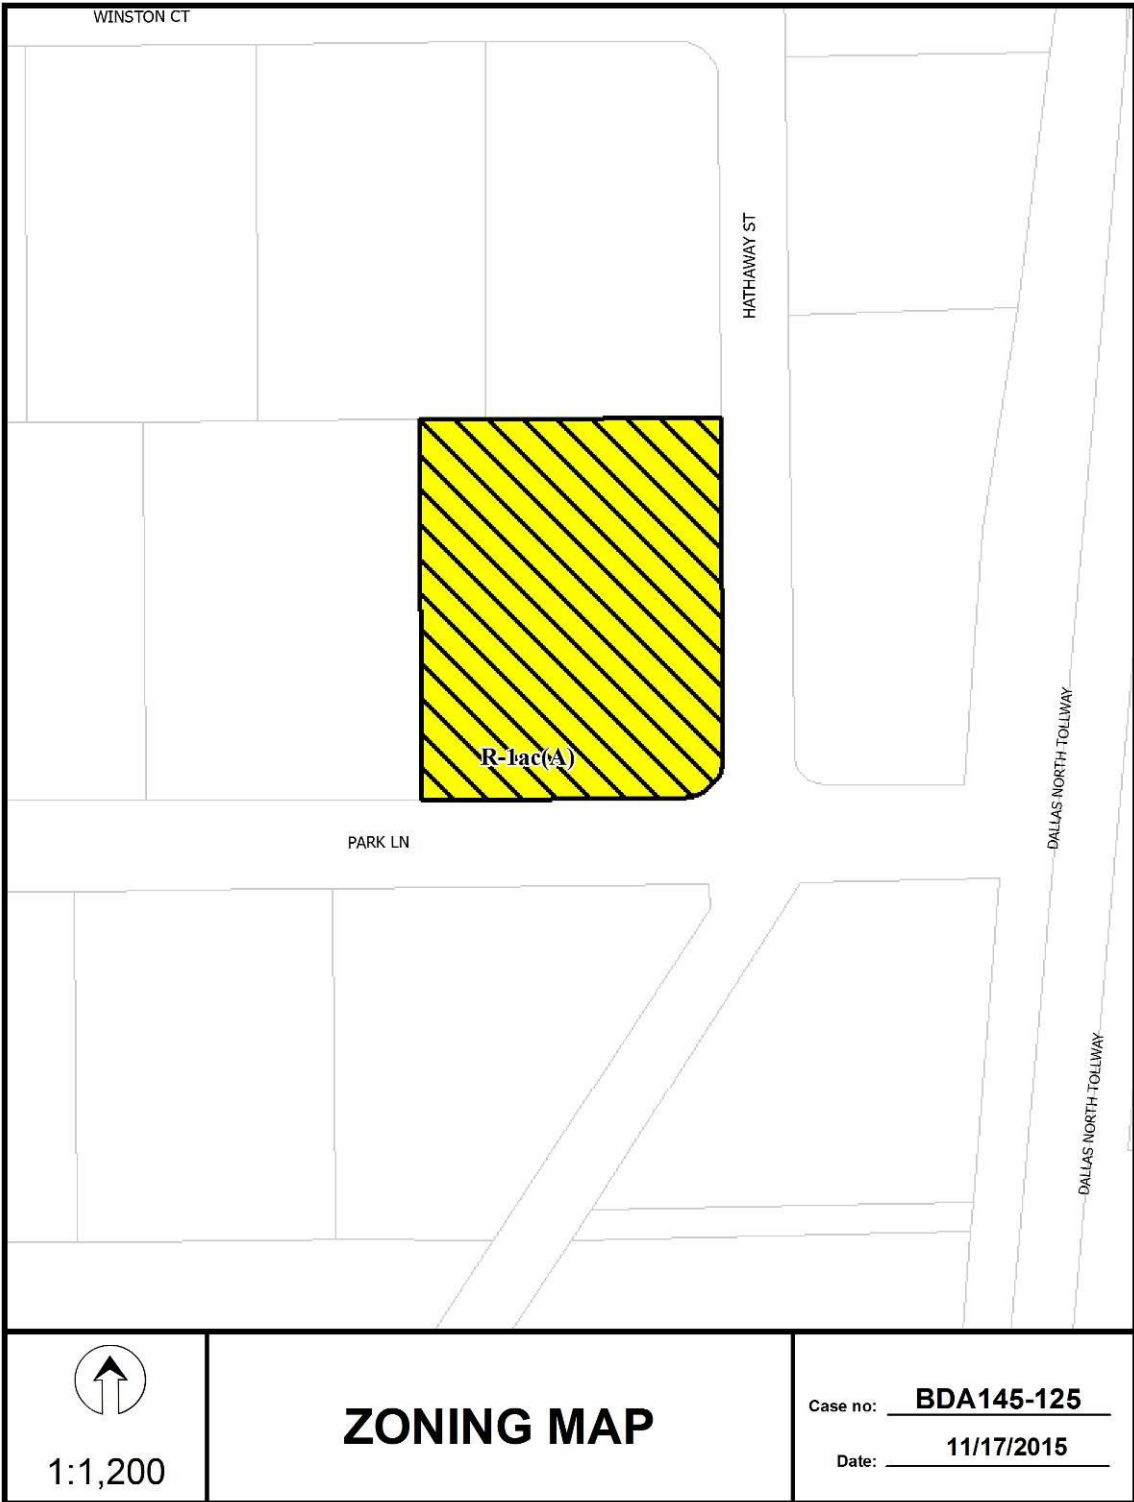 WINSTON CT
HATHAWAY ST
R-1ac(A)
DALLAS NORTH TOLLWAY
PARK LN
DALLAS NORTH TOLLWAY
1:1,200
ZONING MAP
Case no: BDA145-125
Date: 11/17/2015